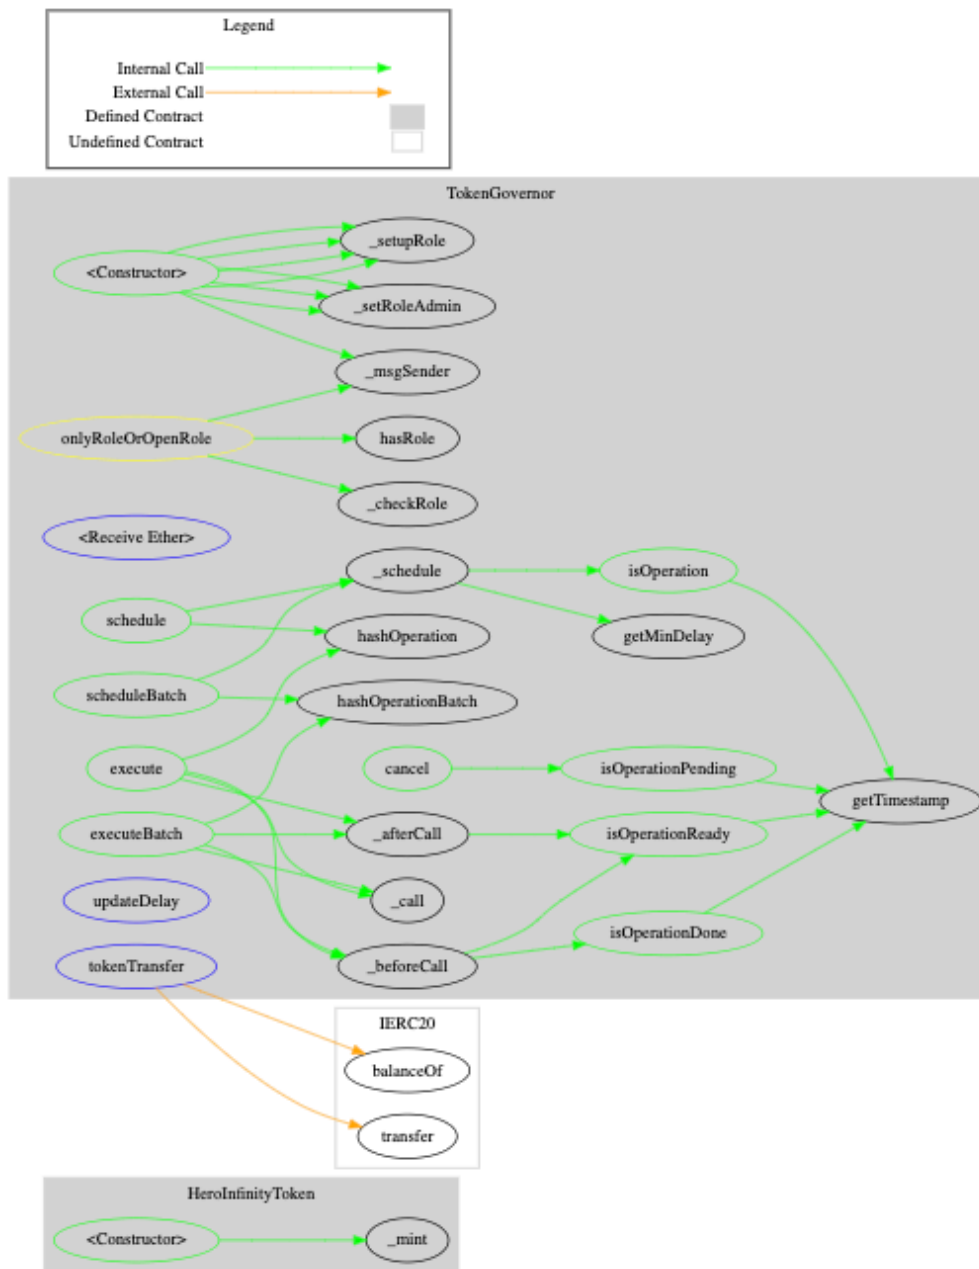 Legend
Internal Call
External Call
Defined Contract
Undefined Contract
TokenGovernor
<Constructor>
_setupRole
_setRoleAdmin
_msgSender
onlyRoleOrOpenRole
hasRole
_checkRole
<Receive Ether>
_schedule
isOperation
schedule
hashOperation
getMinDelay
scheduleBatch
hashOperationBatch
execute
cancel
isOperationPending
getTimestamp
executeBatch
_afterCall
isOperationReady
updateDelay
_call
isOperationDone
tokenTransfer
_beforeCall
IERC20
balanceOf
transfer
HeroInfinityToken
<Constructor>
_mint